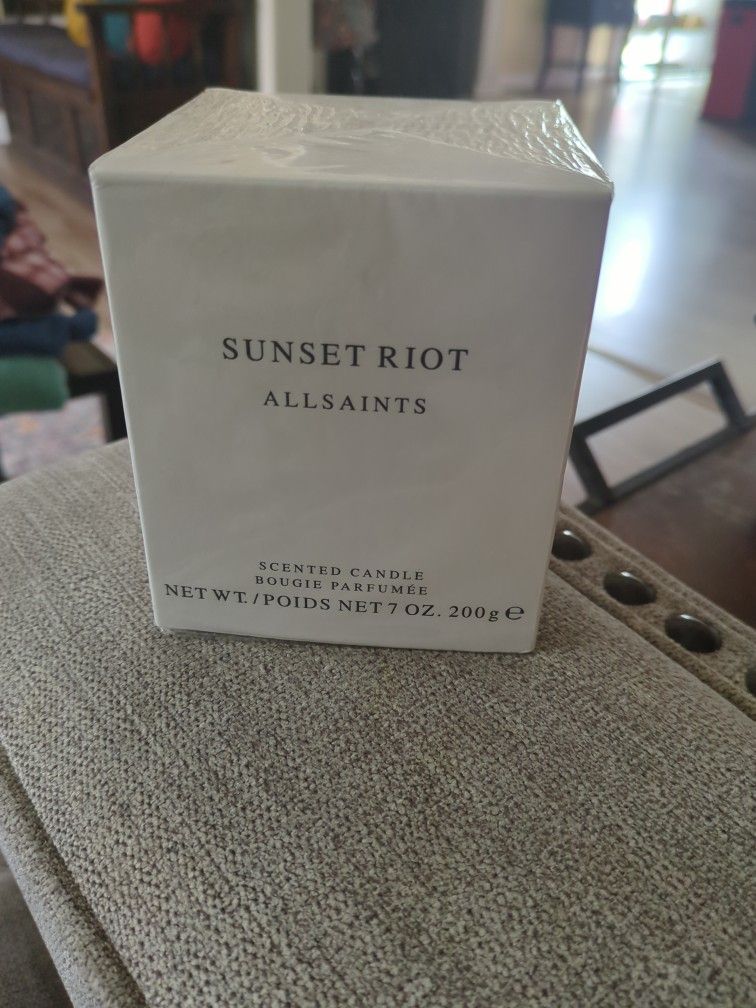 SUNSET RIOT
ALLSAINTS
SCENTED CANDLE
BOUGIE PARFUMÉE
NET WT. / POIDS NET 7 OZ. 200g ℮